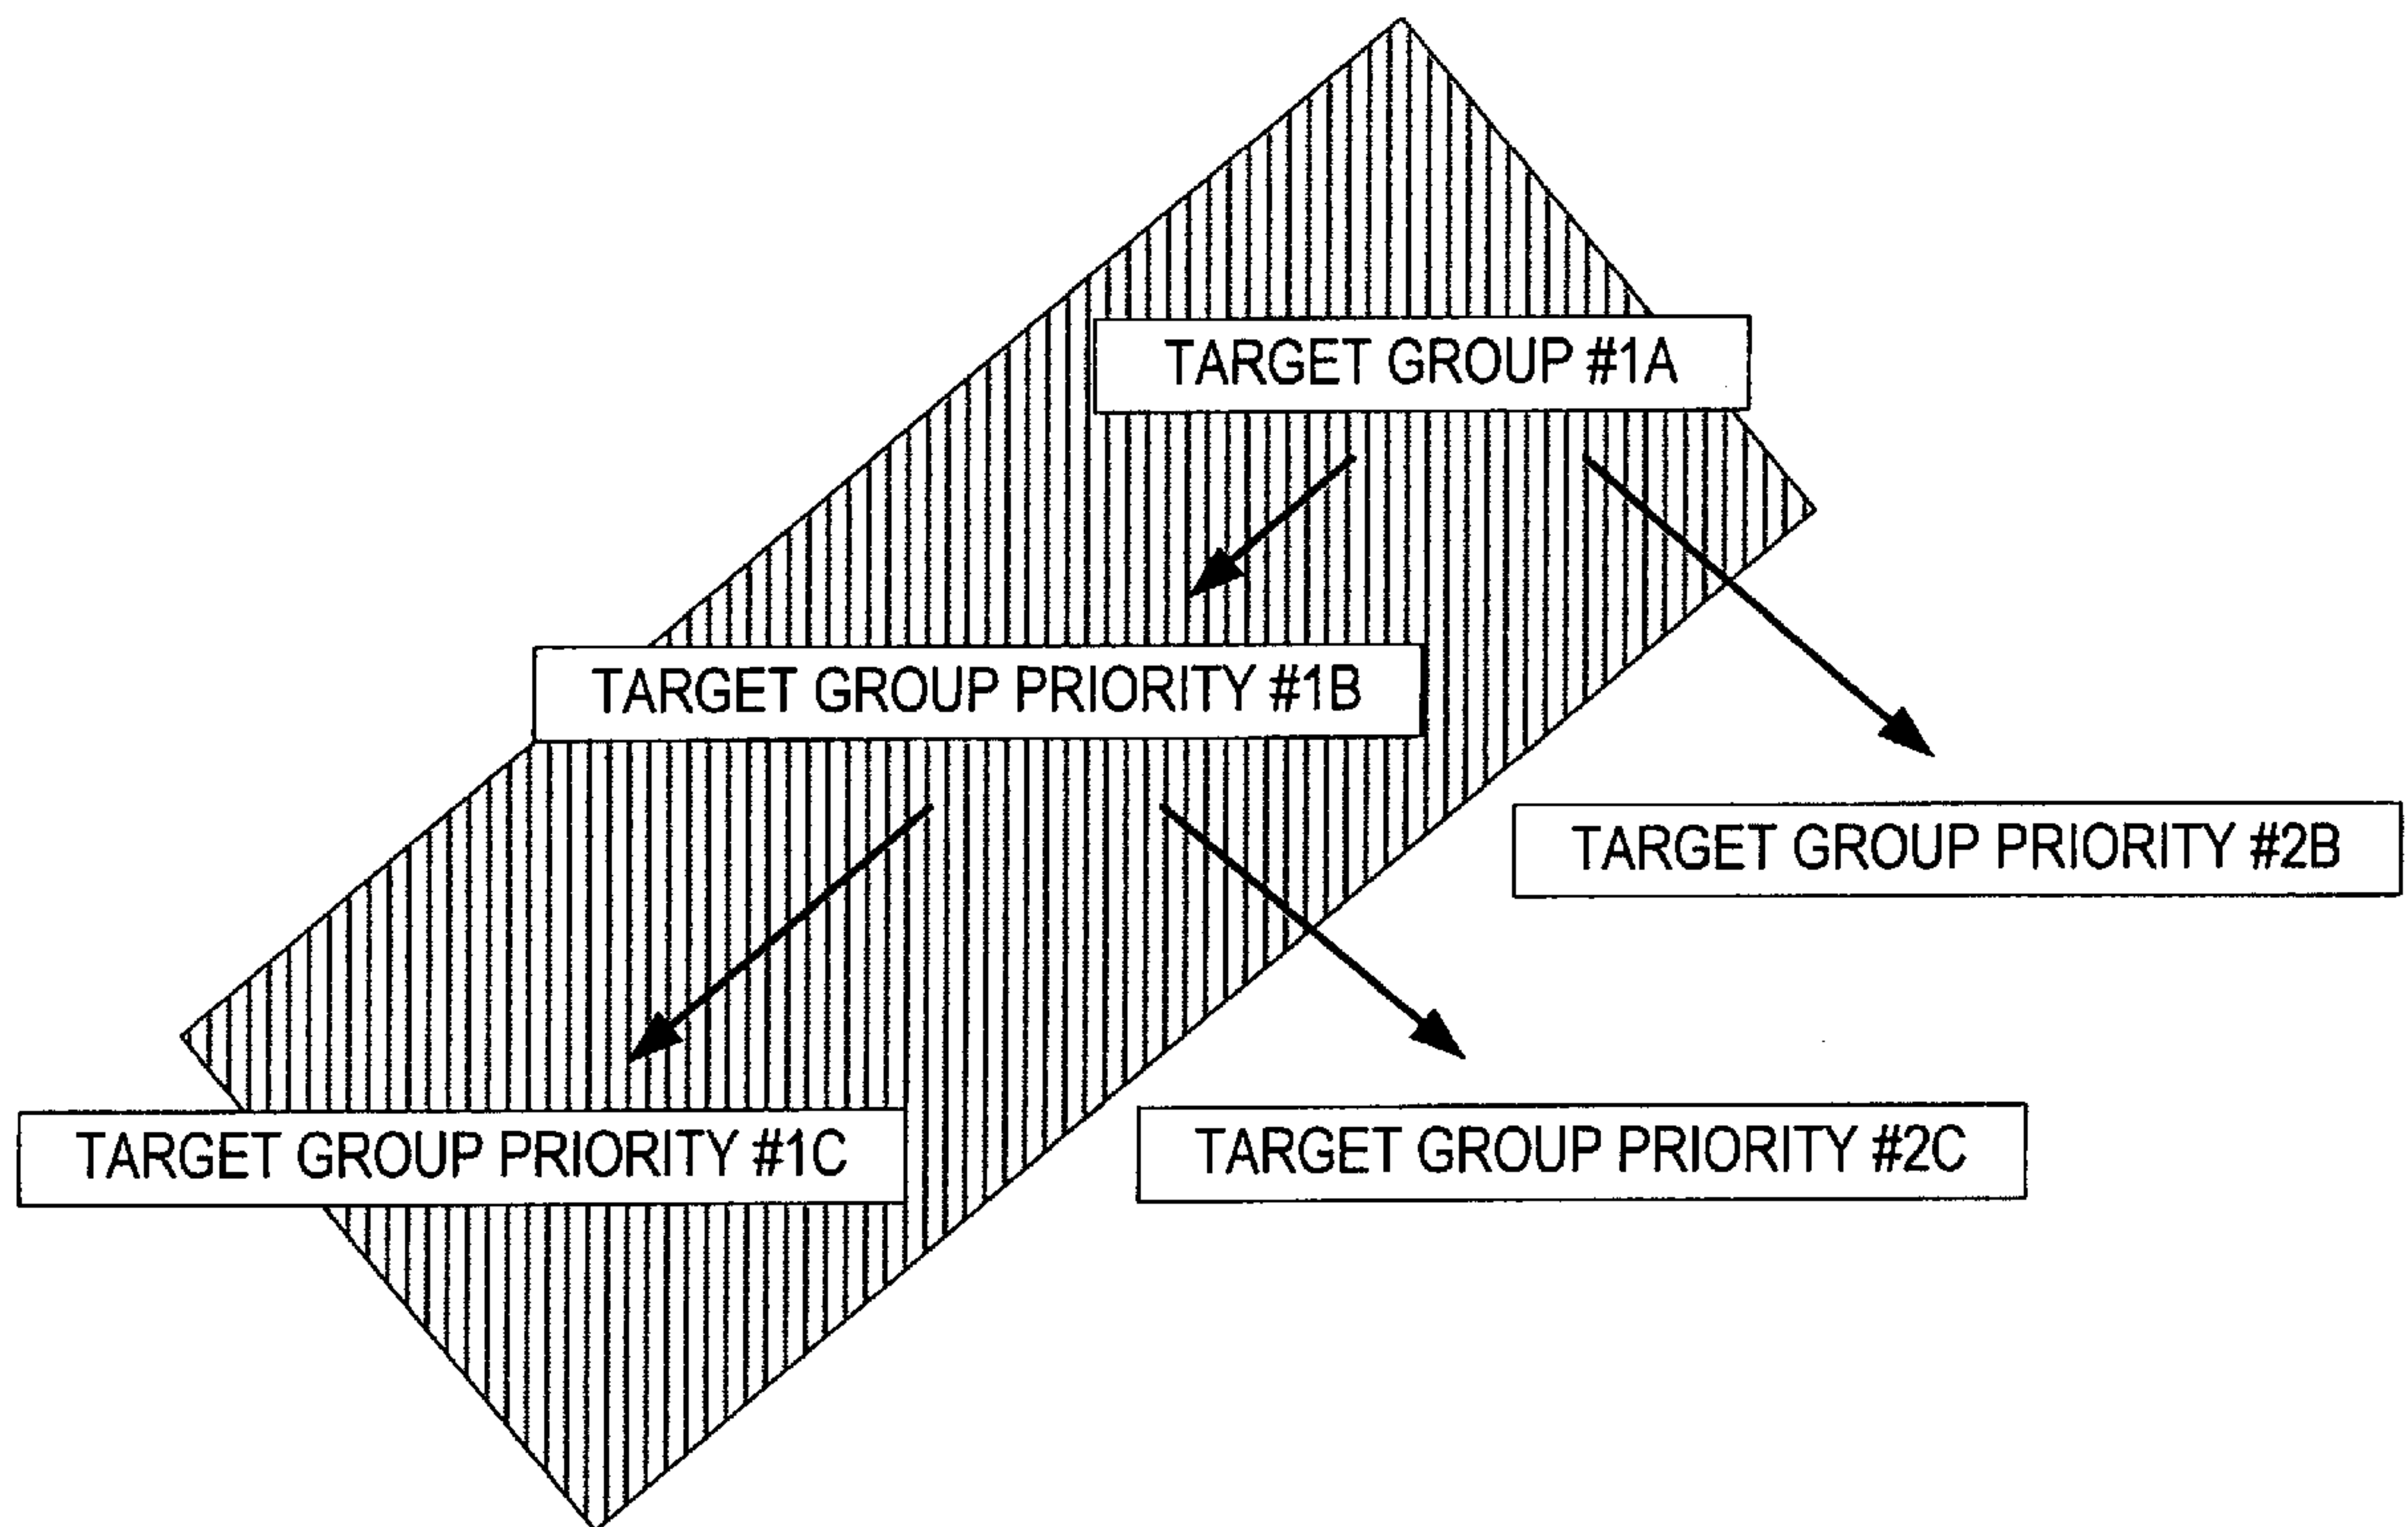 TARGET GROUP #1A
TARGET GROUP PRIORITY #1B
TARGET GROUP PRIORITY #2B
TARGET GROUP PRIORITY #1C
TARGET GROUP PRIORITY #2C